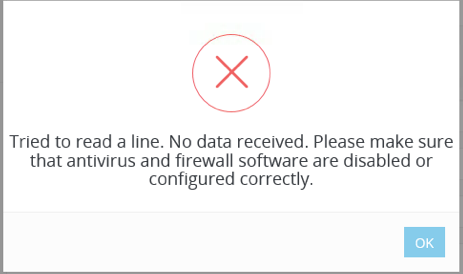 Tried to read a line. No data received. Please make sure
that antivirus and firewall software are disabled or
configured correctly.
OK